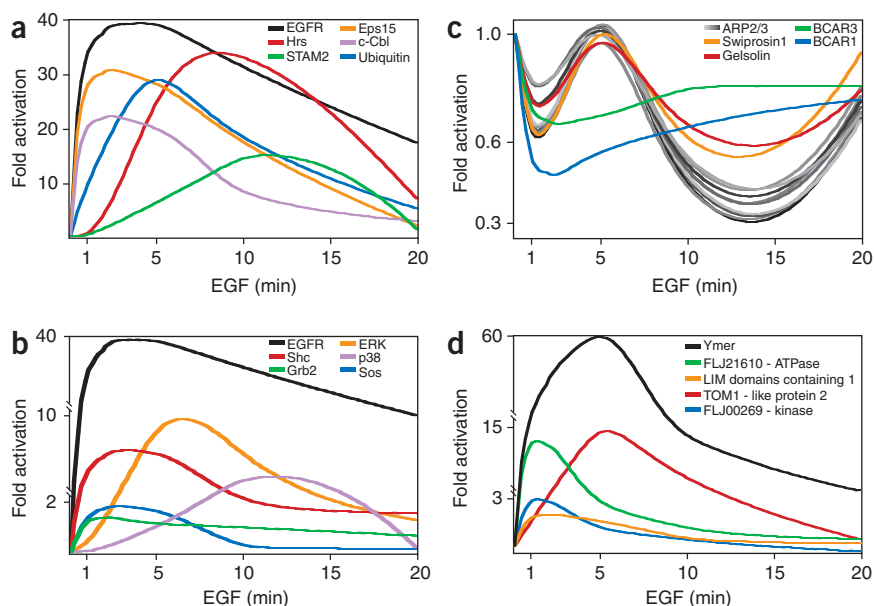 a
Fold activation
40
30
20
10
EGFR
Hrs
STAM2
Eps15
c-Cbl
Ubiquitin
1
5
10
15
20
EGF (min)
c
Fold activation
1.0
0.6
0.3
ARP2/3
Swiprosin1
Gelsolin
BCAR3
BCAR1
1
5
10
15
20
EGF (min)
b
Fold activation
40
10
2
EGFR
Shc
Grb2
ERK
p38
Sos
1
5
10
15
20
EGF (min)
d
Fold activation
60
15
3
Ymer
FLJ21610 - ATPase
LIM domains containing 1
TOM1 - like protein 2
FLJ00269 - kinase
1
5
10
15
20
EGF (min)